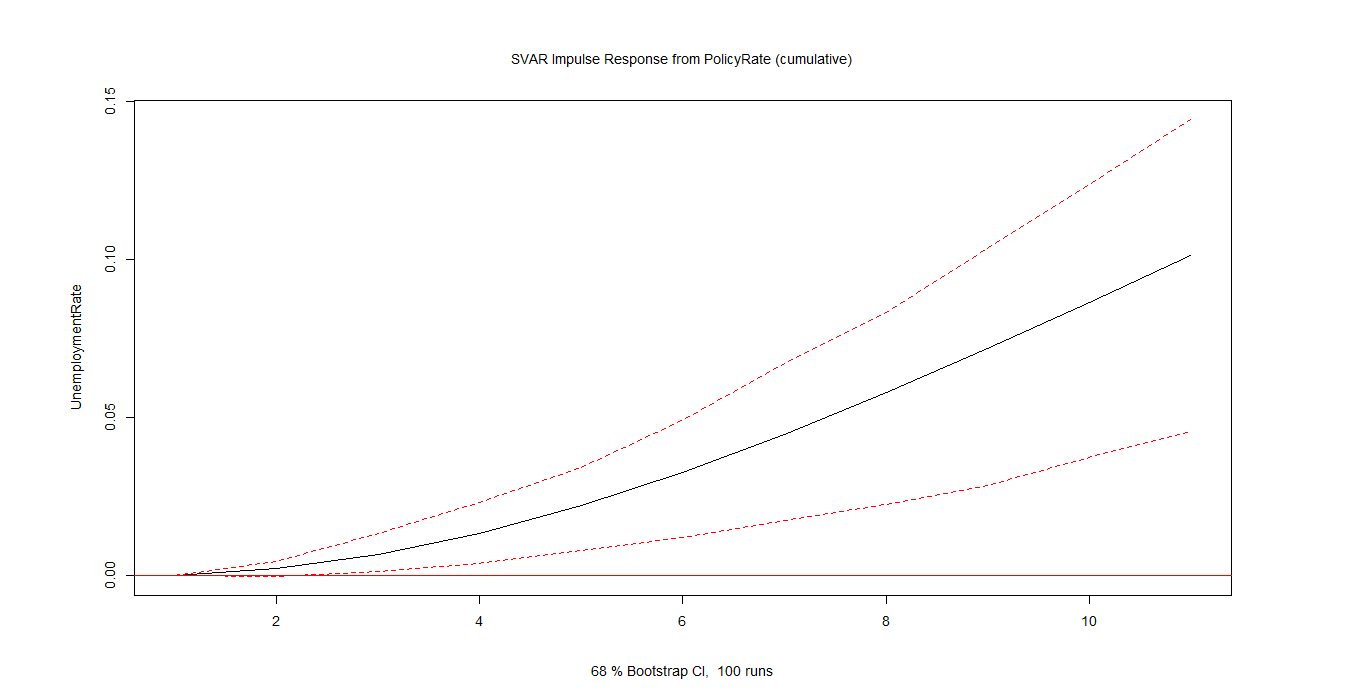 SVAR Impulse Response from PolicyRate (cumulative)
0.15
0.10
0.05
0.00
UnemploymentRate
2 4 6 8 10
68 % Bootstrap CI, 100 runs